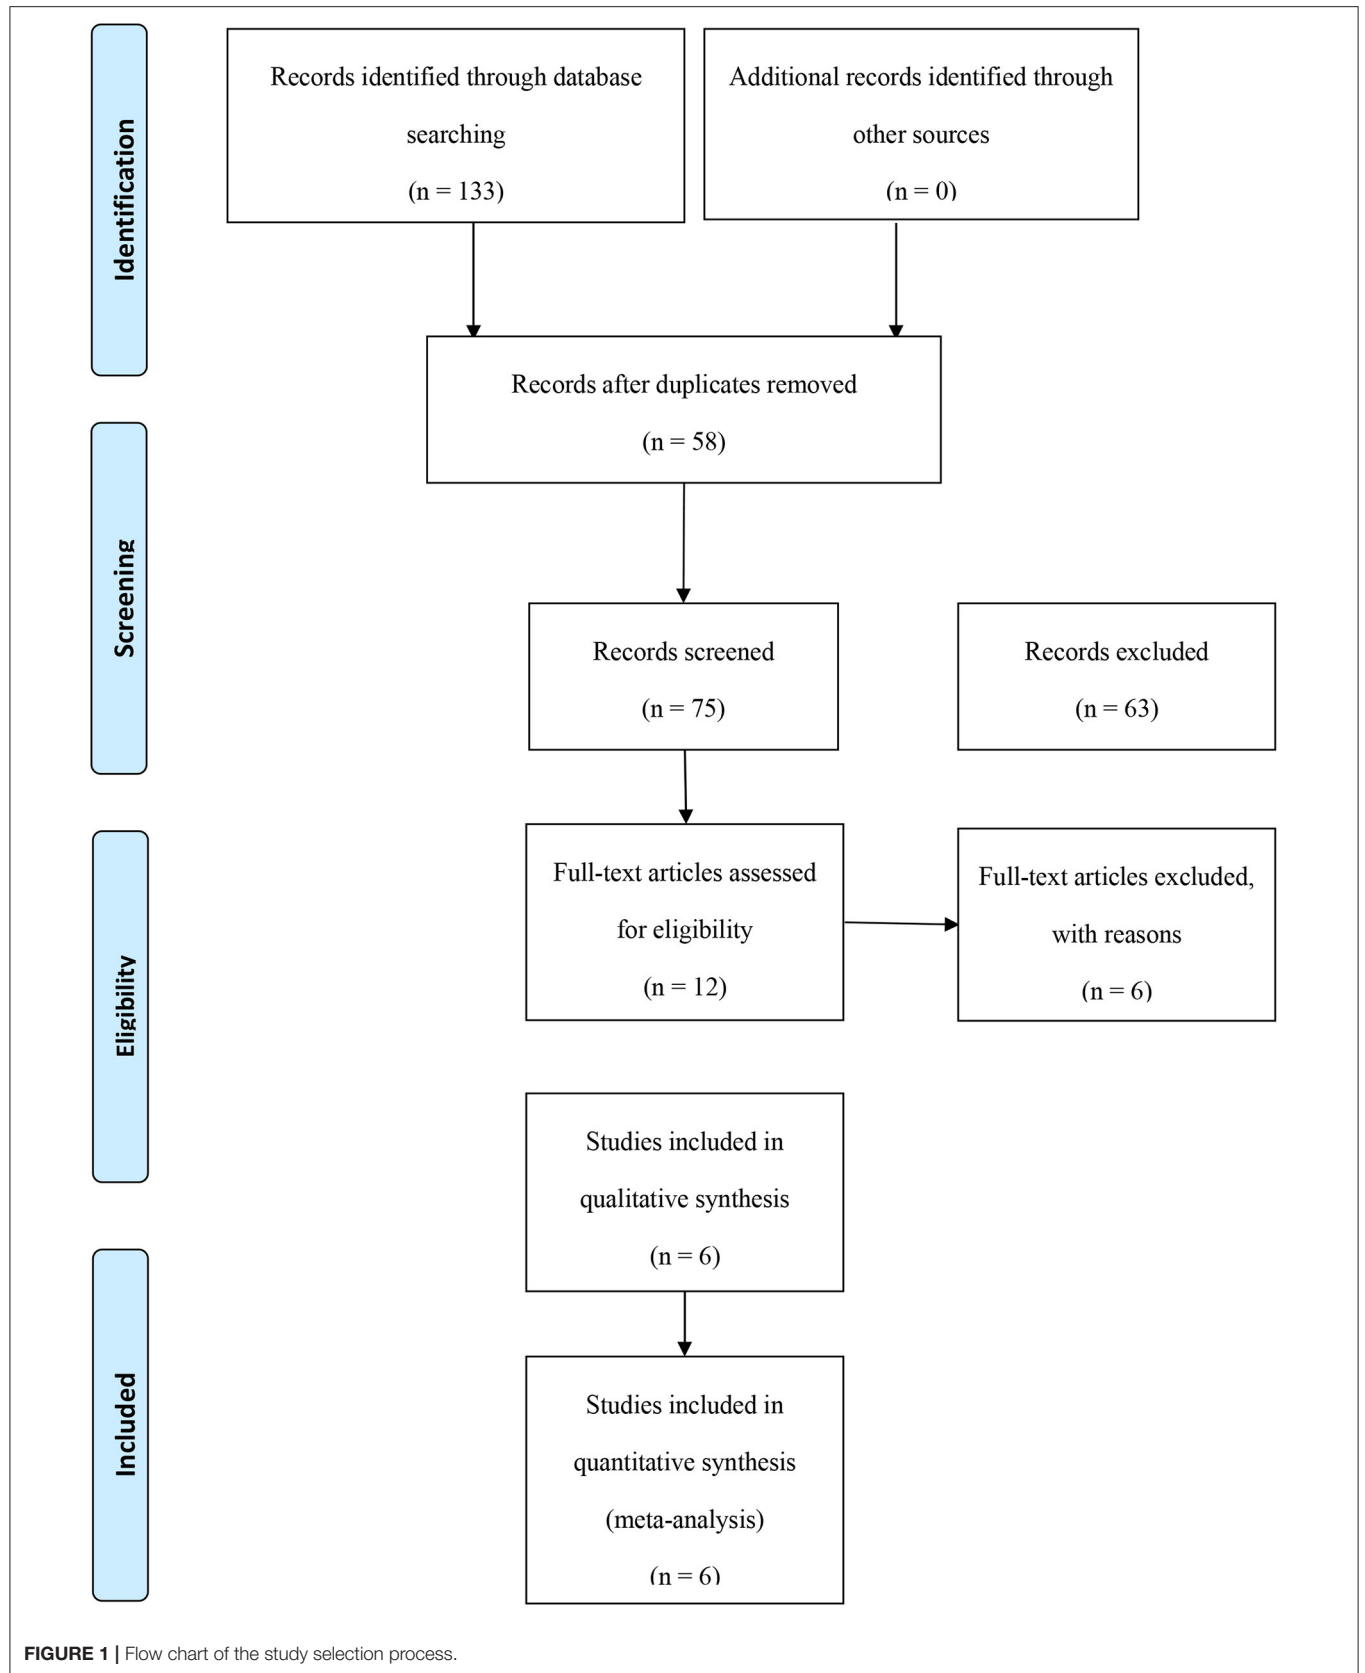 Identification
Records identified through database
searching
(n = 133)
Additional records identified through
other sources
(n = 0)
Records after duplicates removed
(n = 58)
Screening
Records screened
(n = 75)
Records excluded
(n = 63)
Eligibility
Full-text articles assessed
for eligibility
(n = 12)
Full-text articles excluded,
with reasons
(n = 6)
Studies included in
qualitative synthesis
(n = 6)
Included
Studies included in
quantitative synthesis
(meta-analysis)
(n = 6)
FIGURE 1 | Flow chart of the study selection process.